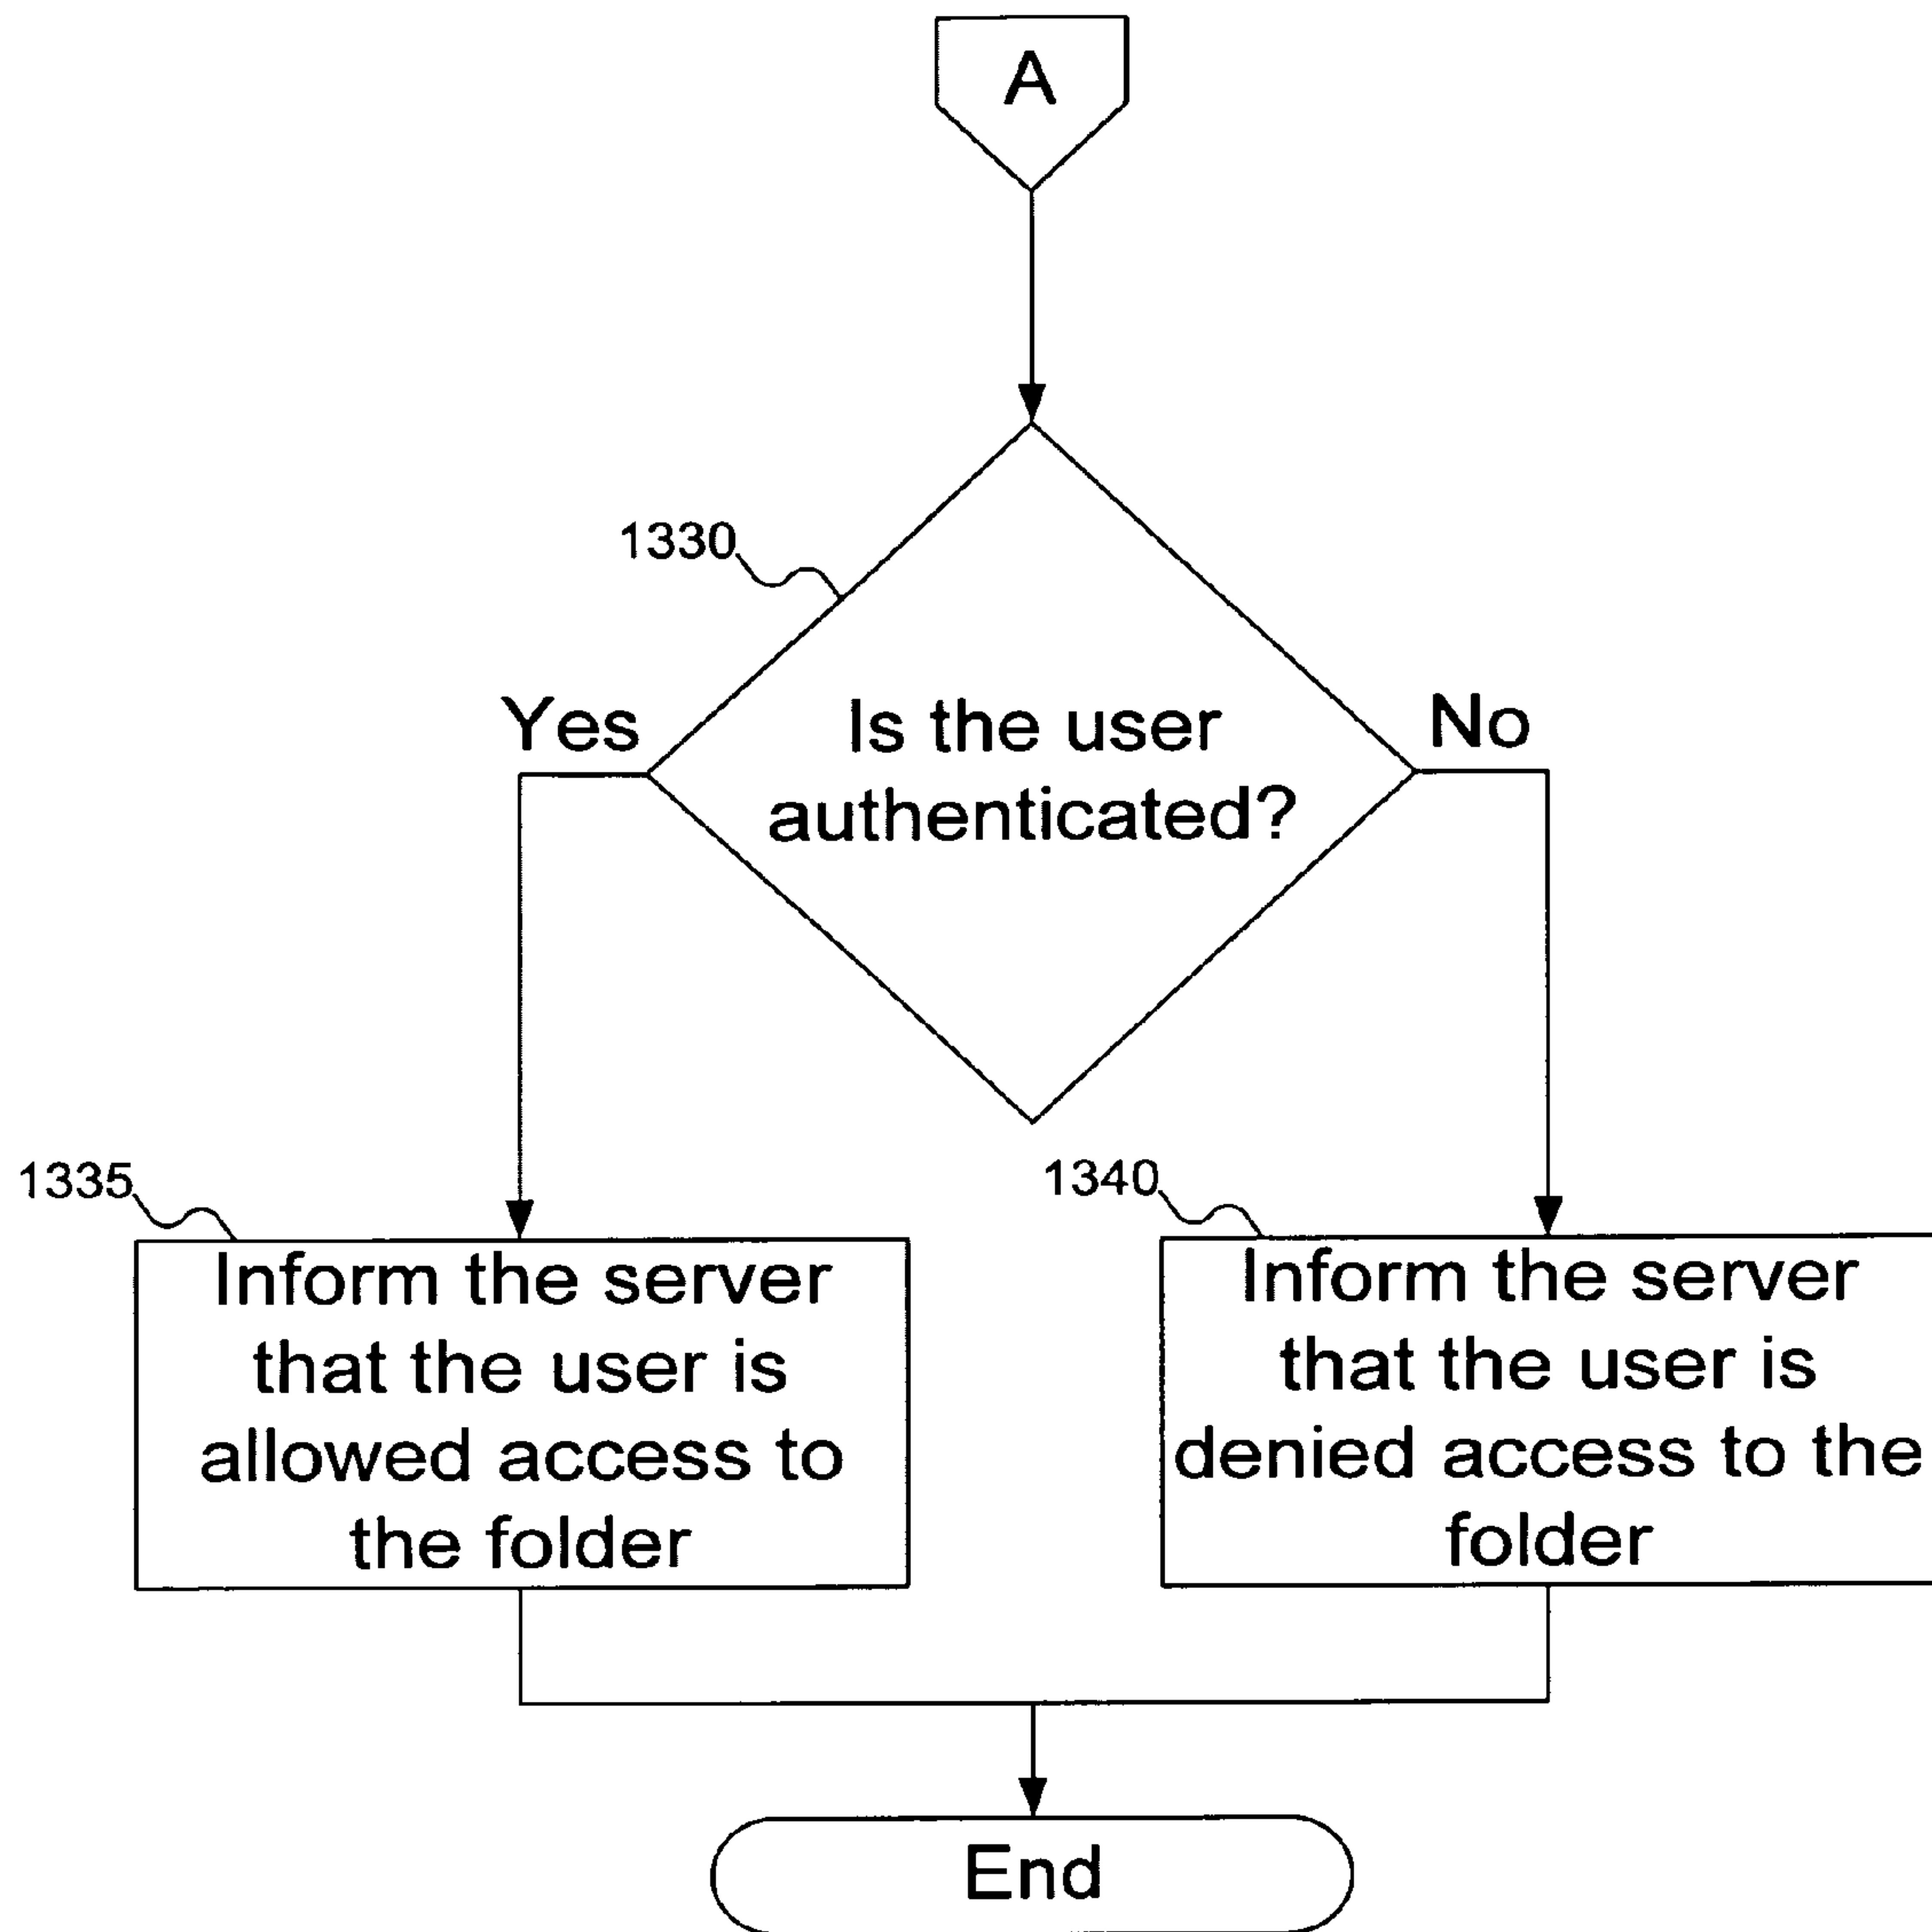 A
1330
Yes
Is the user
authenticated?
No
1335
Inform the server
that the user is
allowed access to
the folder
1340
Inform the server
that the user is
denied access to the
folder
End